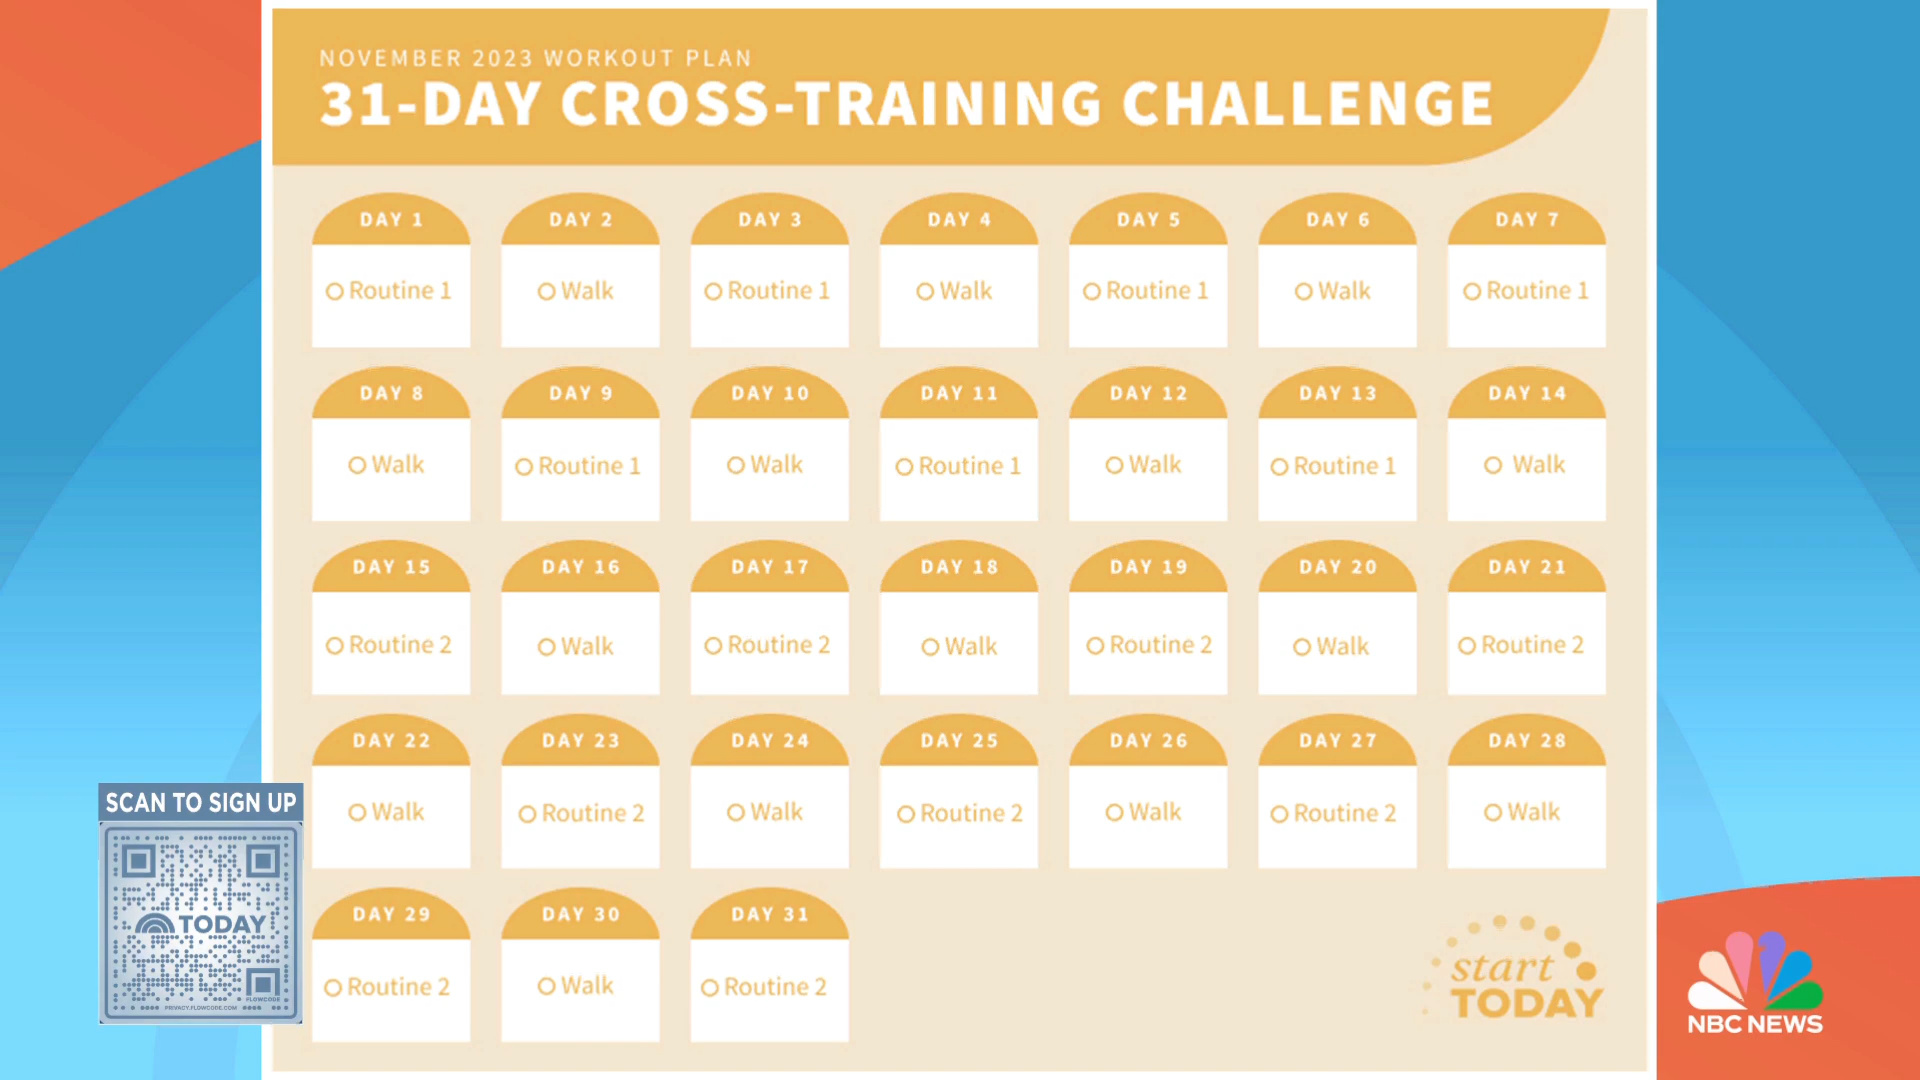 NOVEMBER 2023 WORKOUT PLAN
31-DAY CROSS-TRAINING CHALLENGE
DAY 1 DAY 2 DAY 3 DAY 4 DAY 5 DAY 6 DAY 7
Routine 1 Walk Routine 1 Walk Routine 1 Walk Routine 1
DAY 8 DAY 9 DAY 10 DAY 11 DAY 12 DAY 13 DAY 14
Walk Routine 1 Walk Routine 1 Walk Routine 1 Walk
DAY 15 DAY 16 DAY 17 DAY 18 DAY 19 DAY 20 DAY 21
Routine 2 Walk Routine 2 Walk Routine 2 Walk Routine 2
DAY 22 DAY 23 DAY 24 DAY 25 DAY 26 DAY 27 DAY 28
Walk Routine 2 Walk Routine 2 Walk Routine 2 Walk
DAY 29 DAY 30 DAY 31
Routine 2 Walk Routine 2
SCAN TO SIGN UP
TODAY
FLOWCODE
PRIVACY.FLOWCODE.COM
start
TODAY
NBC NEWS